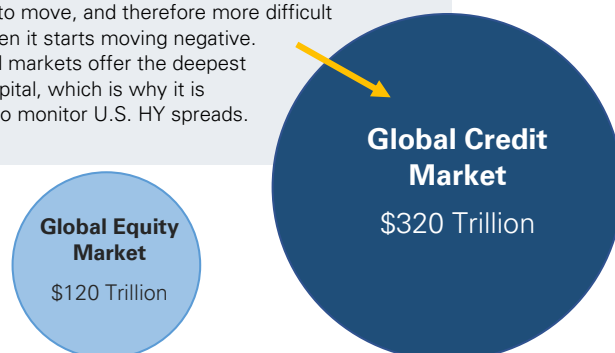 to move, and therefore more difficult
en it starts moving negative.
markets offer the deepest
pital, which is why it is
to monitor U.S. HY spreads.
Global Credit
Market
$320 Trillion
Global Equity
Market
$120 Trillion